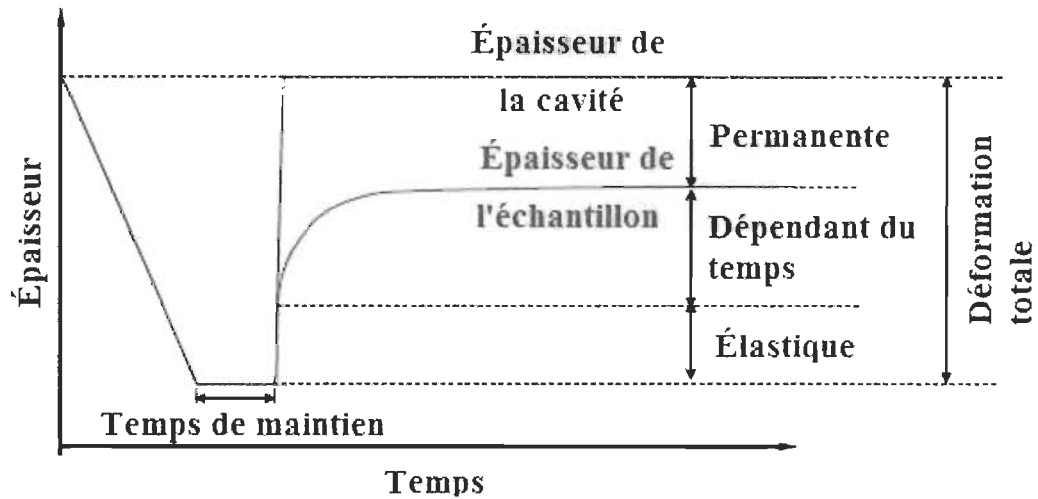 Épaisseur de
la cavité
Permanente
Épaisseur de
l'échantillon
Dépendant du
temps
Élastique
Déformation
totale
Épaisseur
Temps de maintien
Temps